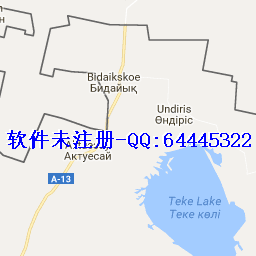 m
н
Bidaikskoe
Бидайық
Undiris
Өндіріс
软件未注册-QQ:64445322
Актуесай
A-13
Teke Lake
Теке көлі